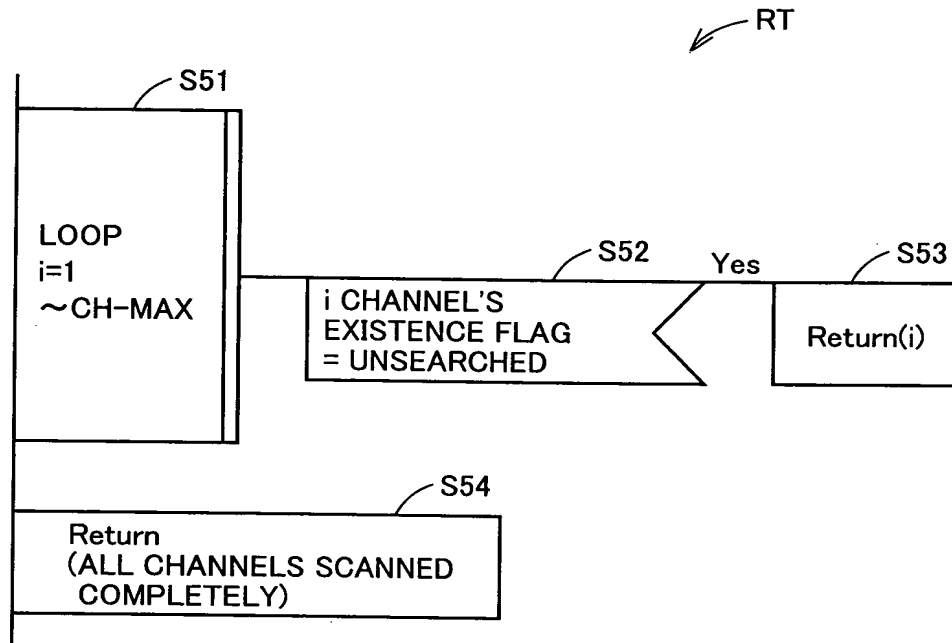 RT
S51
LOOP
i=1
～CH-MAX
S52
i CHANNEL'S
EXISTENCE FLAG
= UNSEARCHED
Yes
S53
Return(i)
S54
Return
(ALL CHANNELS SCANNED
COMPLETELY)